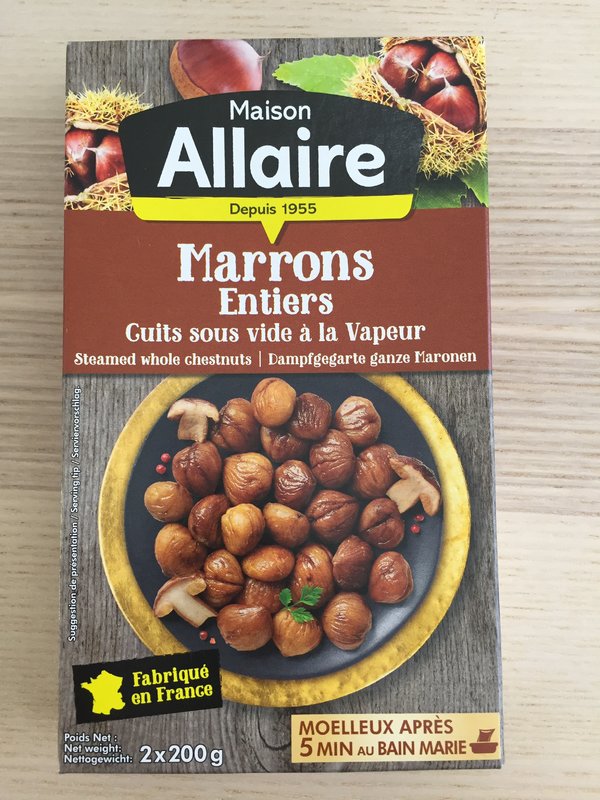 Maison
Allaire
Depuis 1955
Marrons
Entiers
Cuits sous vide à la Vapeur
Steamed whole chestnuts | Dampfgegarte ganze Maronen
Suggestion de présentation / Serving tip / Serviervorschlag
Fabriqué
en France
Poids Net :
Net weight:
Nettogewicht: 2x200g
MOELLEUX APRÈS
5 MIN AU BAIN MARIE